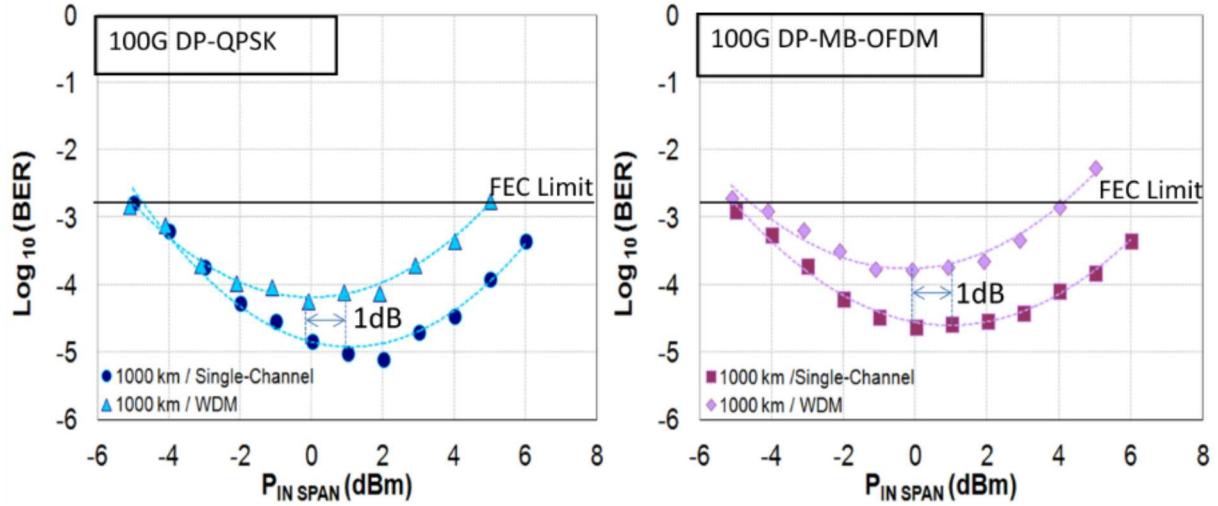 100G DP-QPSK
0
-1
-2
-3
-4
-5
-6
Log10 (BER)
FEC Limit
1dB
1000 km / Single-Channel
1000 km / WDM
-6 -4 -2 0 2 4 6 8
PIN SPAN (dBm)
100G DP-MB-OFDM
0
-1
-2
-3
-4
-5
-6
Log10 (BER)
FEC Limit
1dB
1000 km /Single-Channel
1000 km / WDM
-6 -4 -2 0 2 4 6 8
PIN SPAN (dBm)